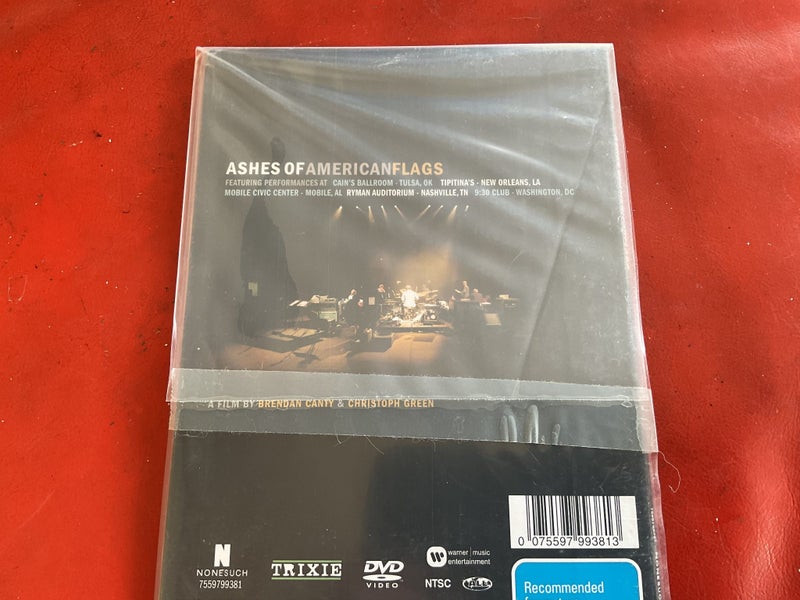 ASHES OF AMERICAN FLAGS
FEATURING PERFORMANCES AT CAIN'S BALLROOM - TULSA, OK TIPITINA'S - NEW ORLEANS, LA
MOBILE CIVIC CENTER - MOBILE, AL RYMAN AUDITORIUM - NASHVILLE, TN 9:30 CLUB - WASHINGTON, DC
A FILM BY BRENDAN CANTY & CHRISTOPH GREEN
0 075597 993813
N
NONESUCH
7559799381
TRIXIE
DVD
VIDEO
warner | music
entertainment
NTSC
Recommended